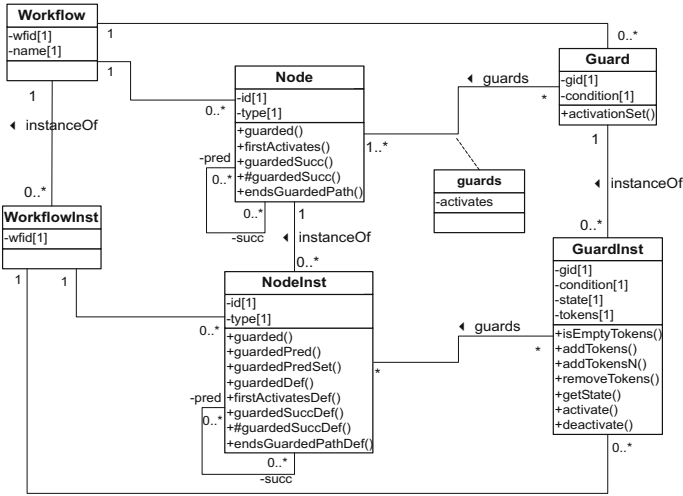 Workflow
-wfid[1]
-name[1]
1
0..*
1
1
◄ instanceOf
0..*
Node
-id[1]
-type[1]
+guarded()
+firstActivates()
+guardedSucc()
+#guardedSucc()
+endsGuardedPath()
0..*
-pred
0..*
0..*
-succ
1
◄ instanceOf
0..*
◄ guards
*
1..*
guards
-activates
Guard
-gid[1]
-condition[1]
+activationSet()
1
◄ instanceOf
0..*
WorkflowInst
-wfid[1]
1
1
0..*
NodeInst
-id[1]
-type[1]
+guarded()
+guardedPred()
+guardedPredSet()
+guardedDef()
+firstActivatesDef()
+guardedSuccDef()
+#guardedSuccDef()
+endsGuardedPathDef()
-pred
0..*
0..*
-succ
◄ guards
*
*
GuardInst
-gid[1]
-condition[1]
-state[1]
-tokens[1]
+isEmptyTokens()
+addTokens()
+addTokensN()
+removeTokens()
+getState()
+activate()
+deactivate()
0..*